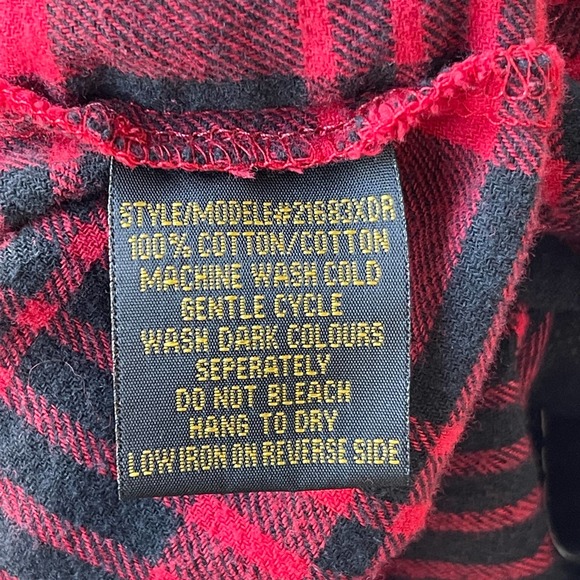 STYLE/MODELE#21683XDR
100% COTTON/COTTON
MACHINE WASH COLD
GENTLE CYCLE
WASH DARK COLOURS
SEPERATELY
DO NOT BLEACH
HANG TO DRY
LOW IRON ON REVERSE SIDE